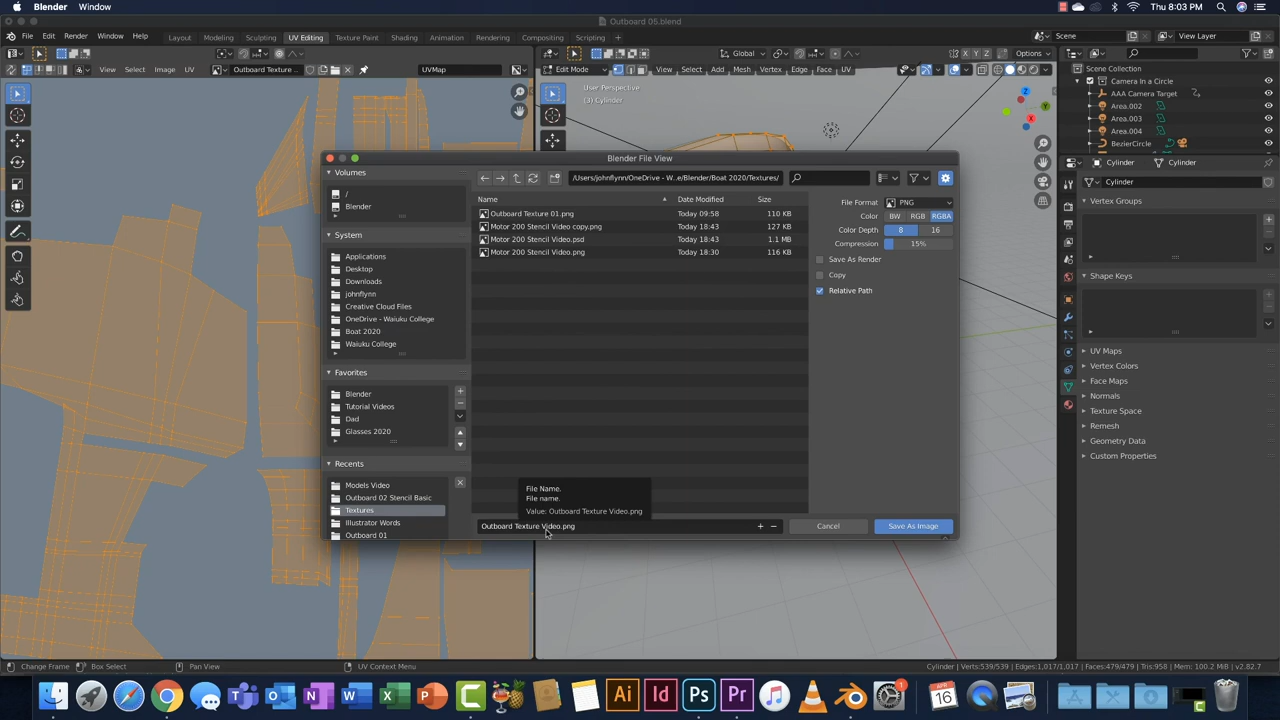 Blender Window Thu 8:03 PM
Outboard 05.blend
File Edit Render Window Help Layout Modeling Sculpting UV Editing Texture Paint Shading Animation Rendering Compositing Scripting + Scene View Layer
Global Options
View Select Image UV Outboard Texture ... UVMap Edit Mode View Select Add Mesh Vertex Edge Face UV
Scene Collection
Camera In a Circle
AAA Camera Target
Area.002
Area.003
Area.004
BezierCircle
User Perspective
(3) Cylinder
Blender File View
Volumes
/
Blender
System
Applications
Desktop
Downloads
johnflynn
Creative Cloud Files
OneDrive - Waiuku College
Boat 2020
Waiuku College
Favorites
Blender
Tutorial Videos
Dad
Glasses 2020
Recents
Models Video
Outboard 02 Stencil Basic
Textures
Illustrator Words
Outboard 01
/Users/johnflynn/OneDrive - W...e/Blender/Boat 2020/Textures/
Name Date Modified Size
Outboard Texture 01.png Today 09:58 110 KB
Motor 200 Stencil Video copy.png Today 18:43 127 KB
Motor 200 Stencil Video.psd Today 18:43 1.1 MB
Motor 200 Stencil Video.png Today 18:30 116 KB
File Name.
File name.
Value: Outboard Texture Video.png
Outboard Texture Video.png + − Cancel Save As Image
File Format PNG
Color BW RGB RGBA
Color Depth 8 16
Compression 15%
Save As Render
Copy
Relative Path
Cylinder Cylinder
Cylinder
Vertex Groups
Shape Keys
UV Maps
Vertex Colors
Face Maps
Normals
Texture Space
Remesh
Geometry Data
Custom Properties
Change Frame Box Select Pan View UV Context Menu Cylinder | Verts:539/539 | Edges:1,017/1,017 | Faces:479/479 | Tris:958 | Mem: 100.2 MiB | v2.82.7